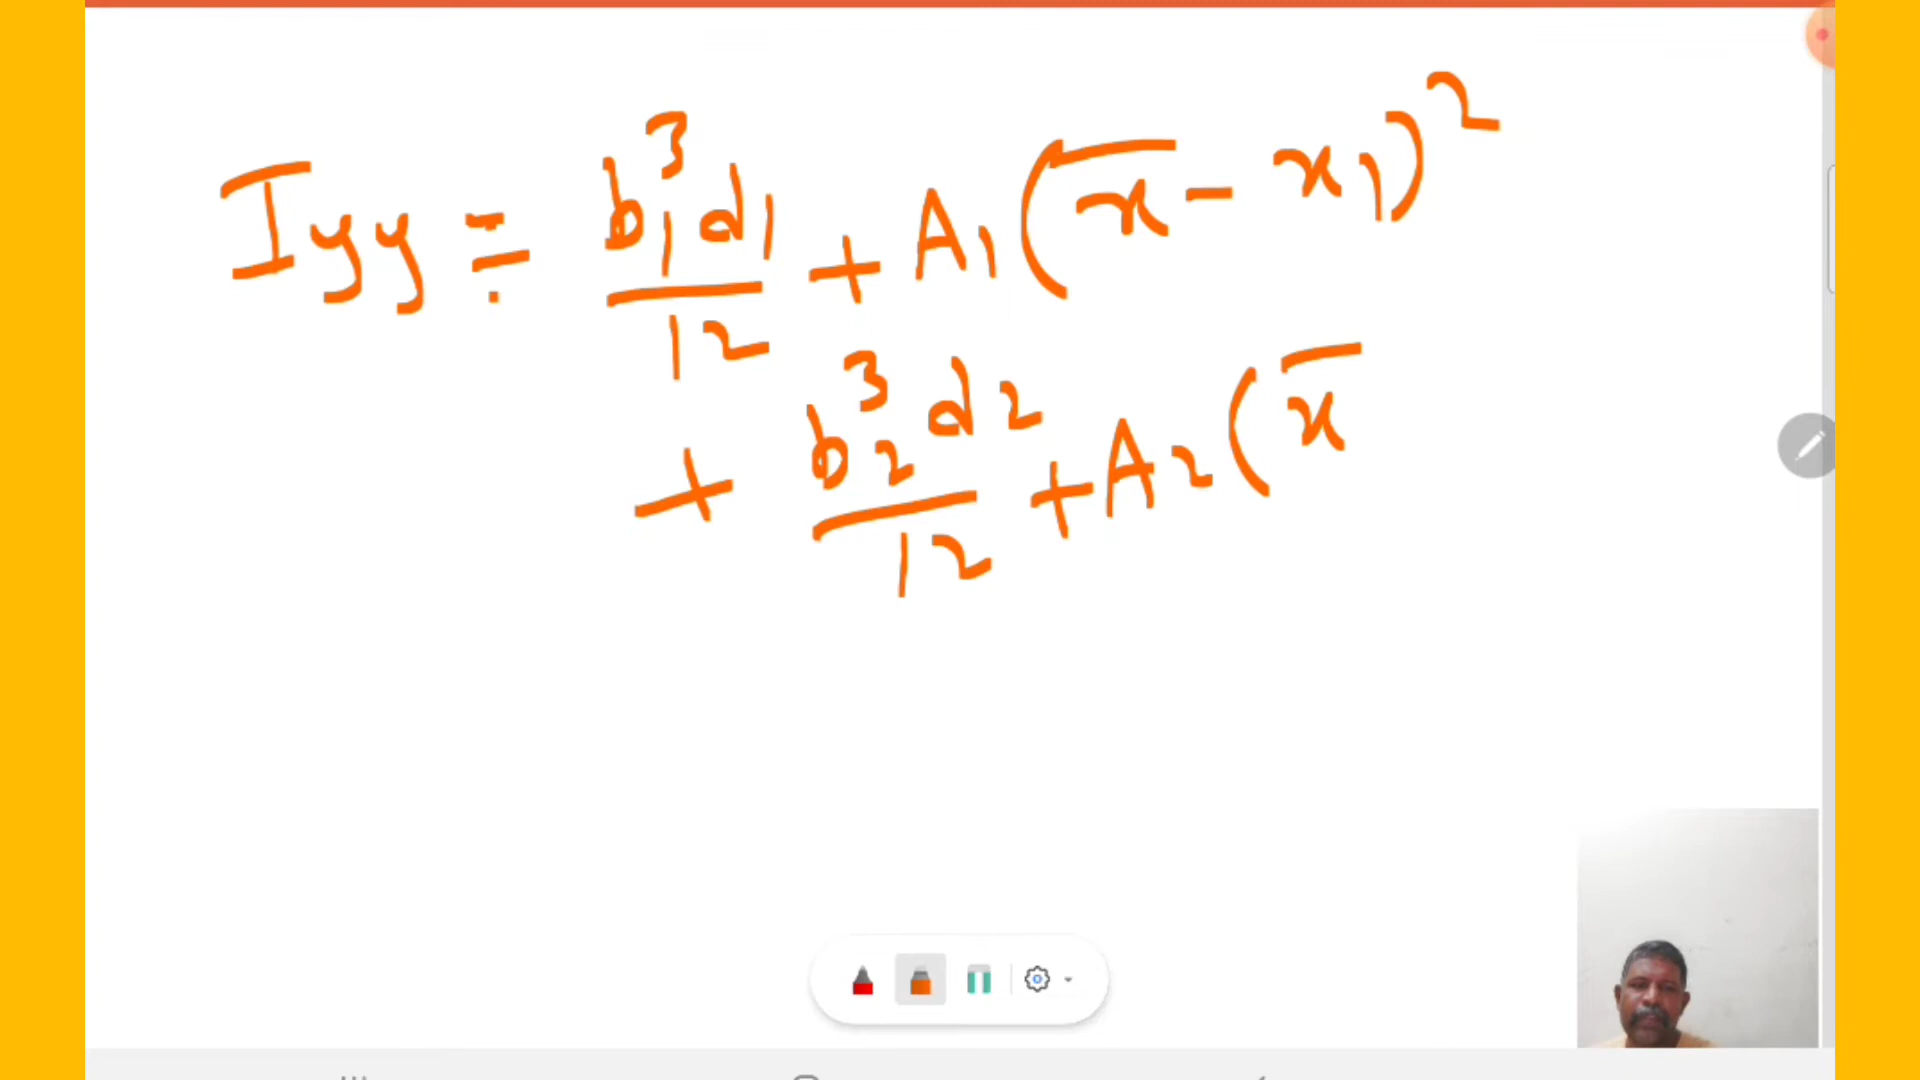 Iyy = b₁³d₁/12 + A₁(x̅ - x₁)²
+ b₂³d₂/12 + A₂(x̅